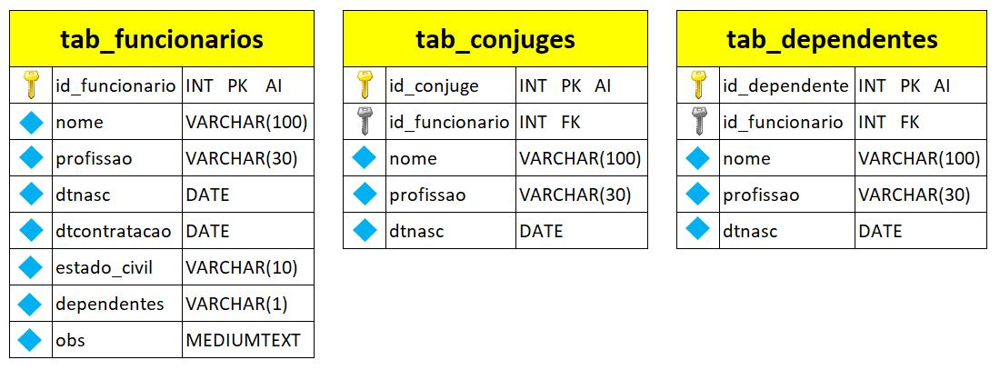 tab_funcionarios
id_funcionario INT PK AI
nome VARCHAR(100)
profissao VARCHAR(30)
dtnasc DATE
dtcontratacao DATE
estado_civil VARCHAR(10)
dependentes VARCHAR(1)
obs MEDIUMTEXT
tab_conjuges
id_conjuge INT PK AI
id_funcionario INT FK
nome VARCHAR(100)
profissao VARCHAR(30)
dtnasc DATE
tab_dependentes
id_dependente INT PK AI
id_funcionario INT FK
nome VARCHAR(100)
profissao VARCHAR(30)
dtnasc DATE